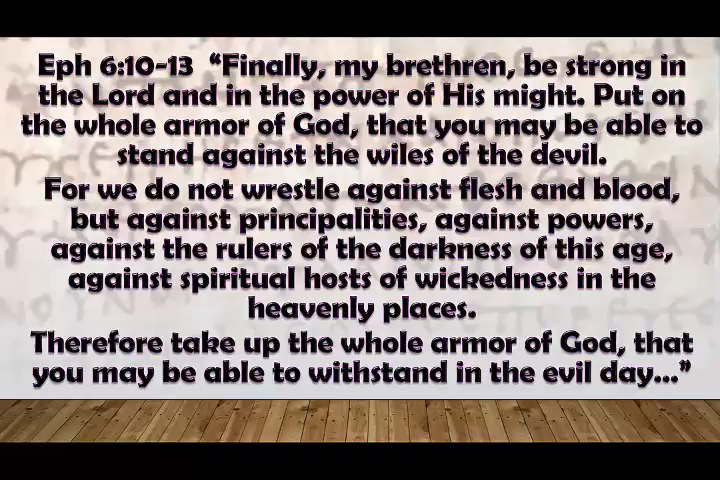 Eph 6:10-13 “Finally, my brethren, be strong in
the Lord and in the power of His might. Put on
the whole armor of God, that you may be able to
stand against the wiles of the devil.
For we do not wrestle against flesh and blood,
but against principalities, against powers,
against the rulers of the darkness of this age,
against spiritual hosts of wickedness in the
heavenly places.
Therefore take up the whole armor of God, that
you may be able to withstand in the evil day...”